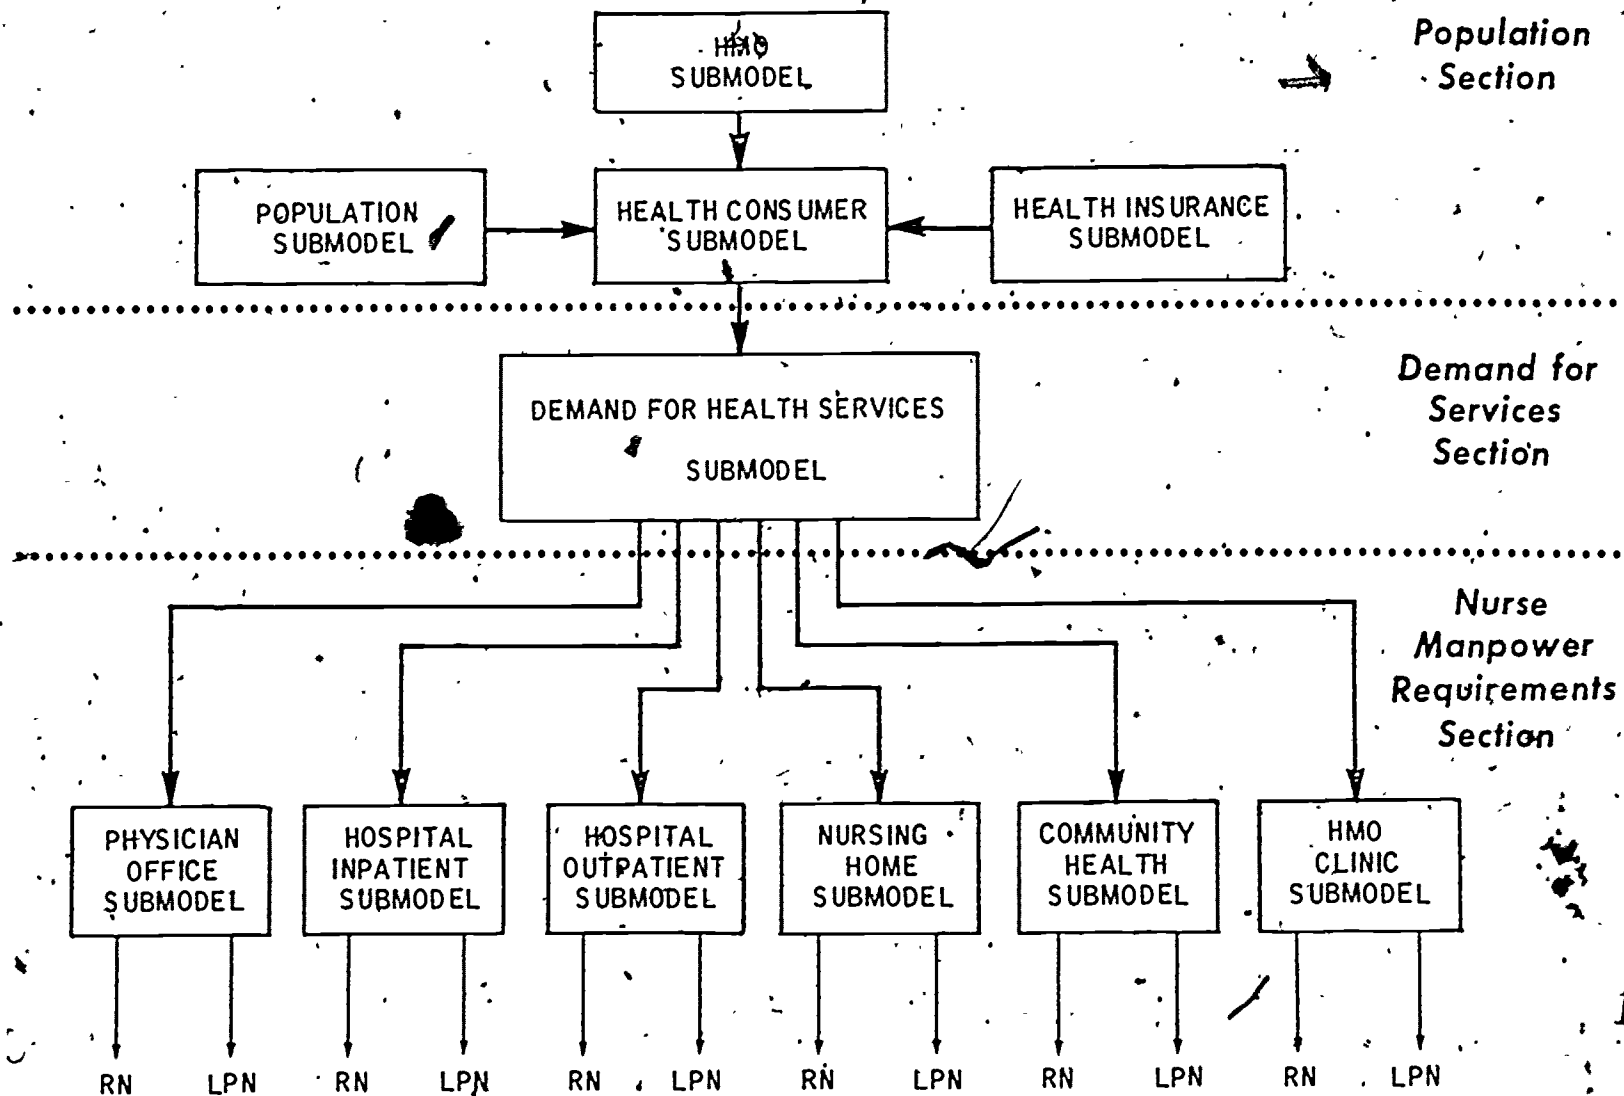 HMO
SUBMODEL
Population
Section
POPULATION
SUBMODEL
HEALTH CONSUMER
SUBMODEL
HEALTH INSURANCE
SUBMODEL
DEMAND FOR HEALTH SERVICES
SUBMODEL
Demand for
Services
Section
Nurse
Manpower
Requirements
Section
PHYSICIAN
OFFICE
SUBMODEL
HOSPITAL
INPATIENT
SUBMODEL
HOSPITAL
OUTPATIENT
SUBMODEL
NURSING
HOME
SUBMODEL
COMMUNITY
HEALTH
SUBMODEL
HMO
CLINIC
SUBMODEL
RN LPN RN LPN RN LPN RN LPN RN LPN RN LPN